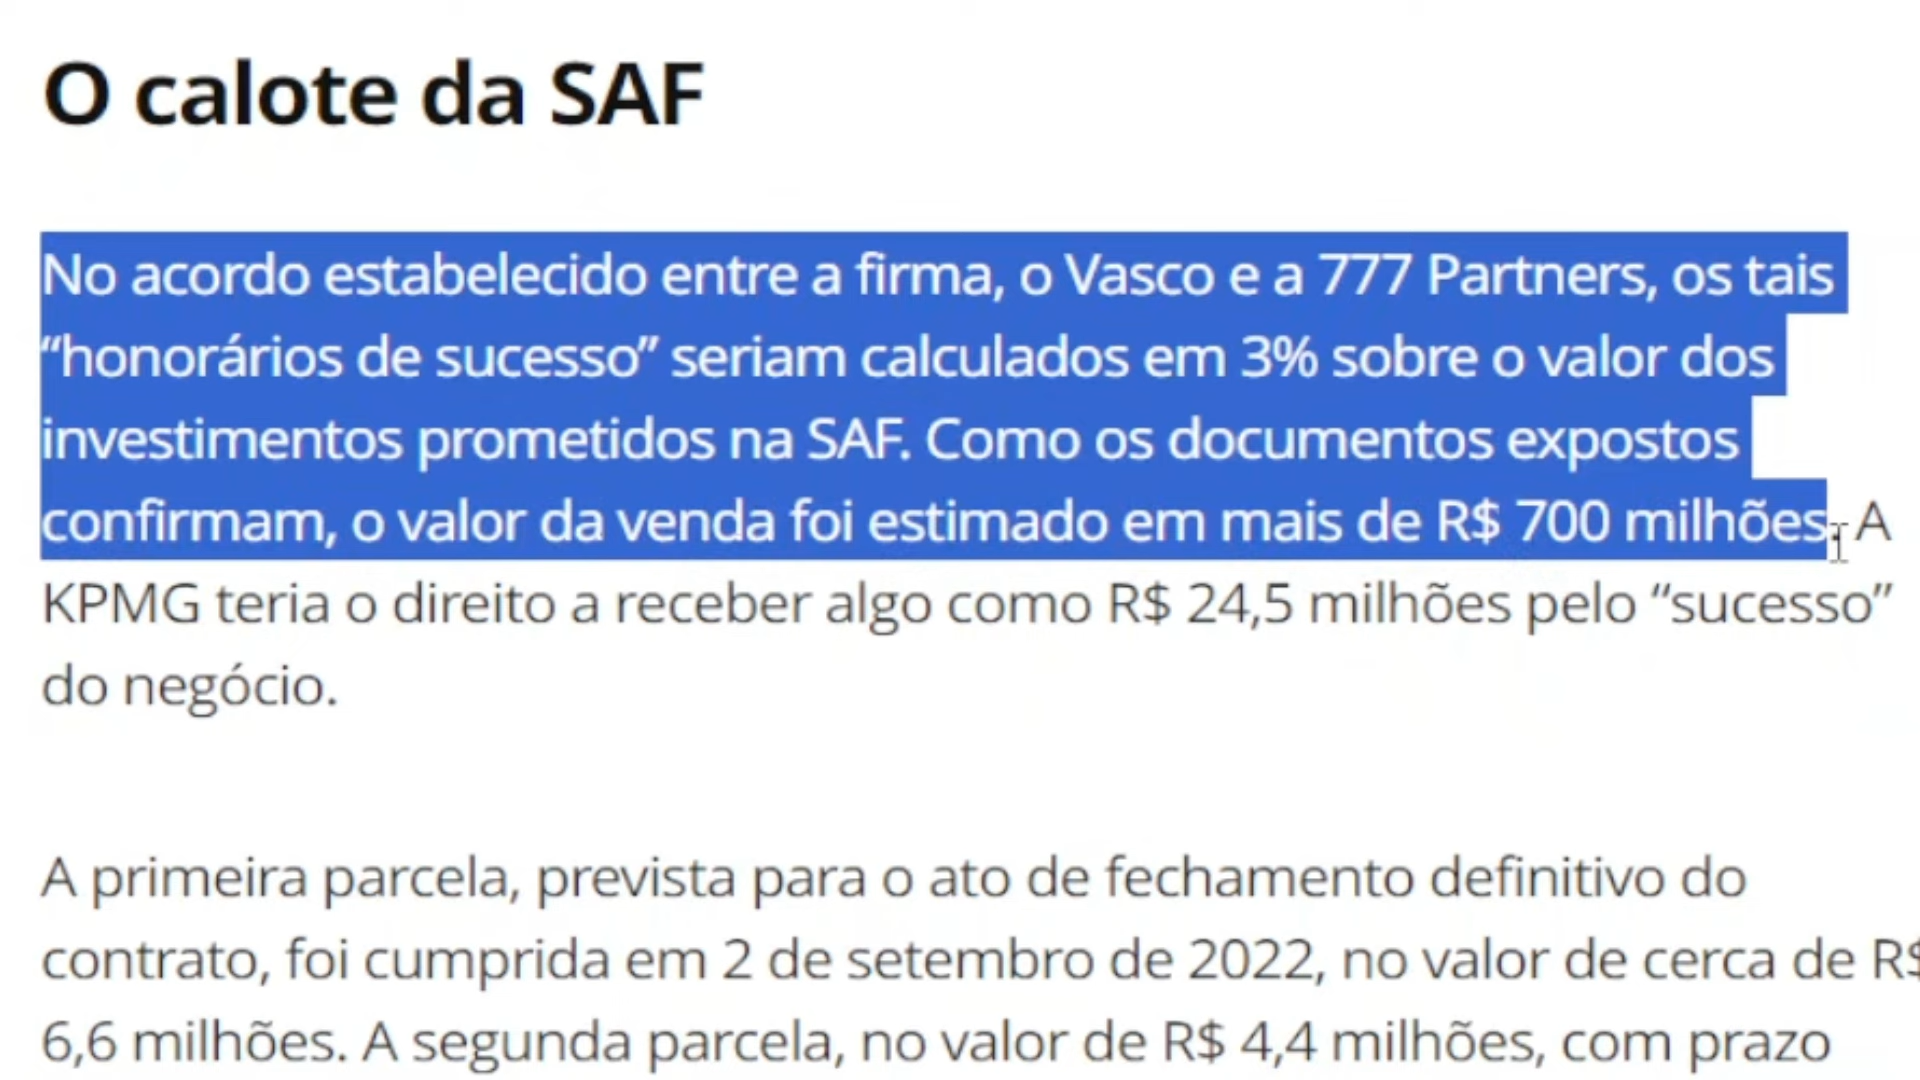 O calote da SAF
No acordo estabelecido entre a firma, o Vasco e a 777 Partners, os tais
“honorários de sucesso” seriam calculados em 3% sobre o valor dos
investimentos prometidos na SAF. Como os documentos expostos
confirmam, o valor da venda foi estimado em mais de R$ 700 milhões. A
KPMG teria o direito a receber algo como R$ 24,5 milhões pelo “sucesso”
do negócio.
A primeira parcela, prevista para o ato de fechamento definitivo do
contrato, foi cumprida em 2 de setembro de 2022, no valor de cerca de R$
6,6 milhões. A segunda parcela, no valor de R$ 4,4 milhões, com prazo